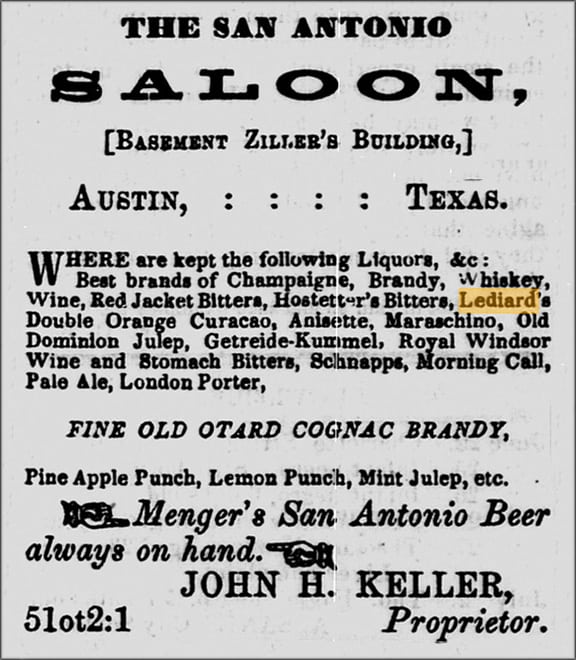 THE SAN ANTONIO
SALOON,
[BASEMENT ZILLER'S BUILDING,]
AUSTIN, : : : : TEXAS.
WHERE are kept the following Liquors, &c:
Best brands of Champaigne, Brandy, Whiskey,
Wine, Red Jacket Bitters, Hostetter's Bitters, Lediard's
Double Orange Curacao, Anisette, Maraschino, Old
Dominion Julep, Getreide-Kummel, Royal Windsor
Wine and Stomach Bitters, Schnapps, Morning Call,
Pale Ale, London Porter,
FINE OLD OTARD COGNAC BRANDY,
Pine Apple Punch, Lemon Punch, Mint Julep, etc.
Menger's San Antonio Beer
always on hand.
JOHN H. KELLER,
51ot2:1 Proprietor.